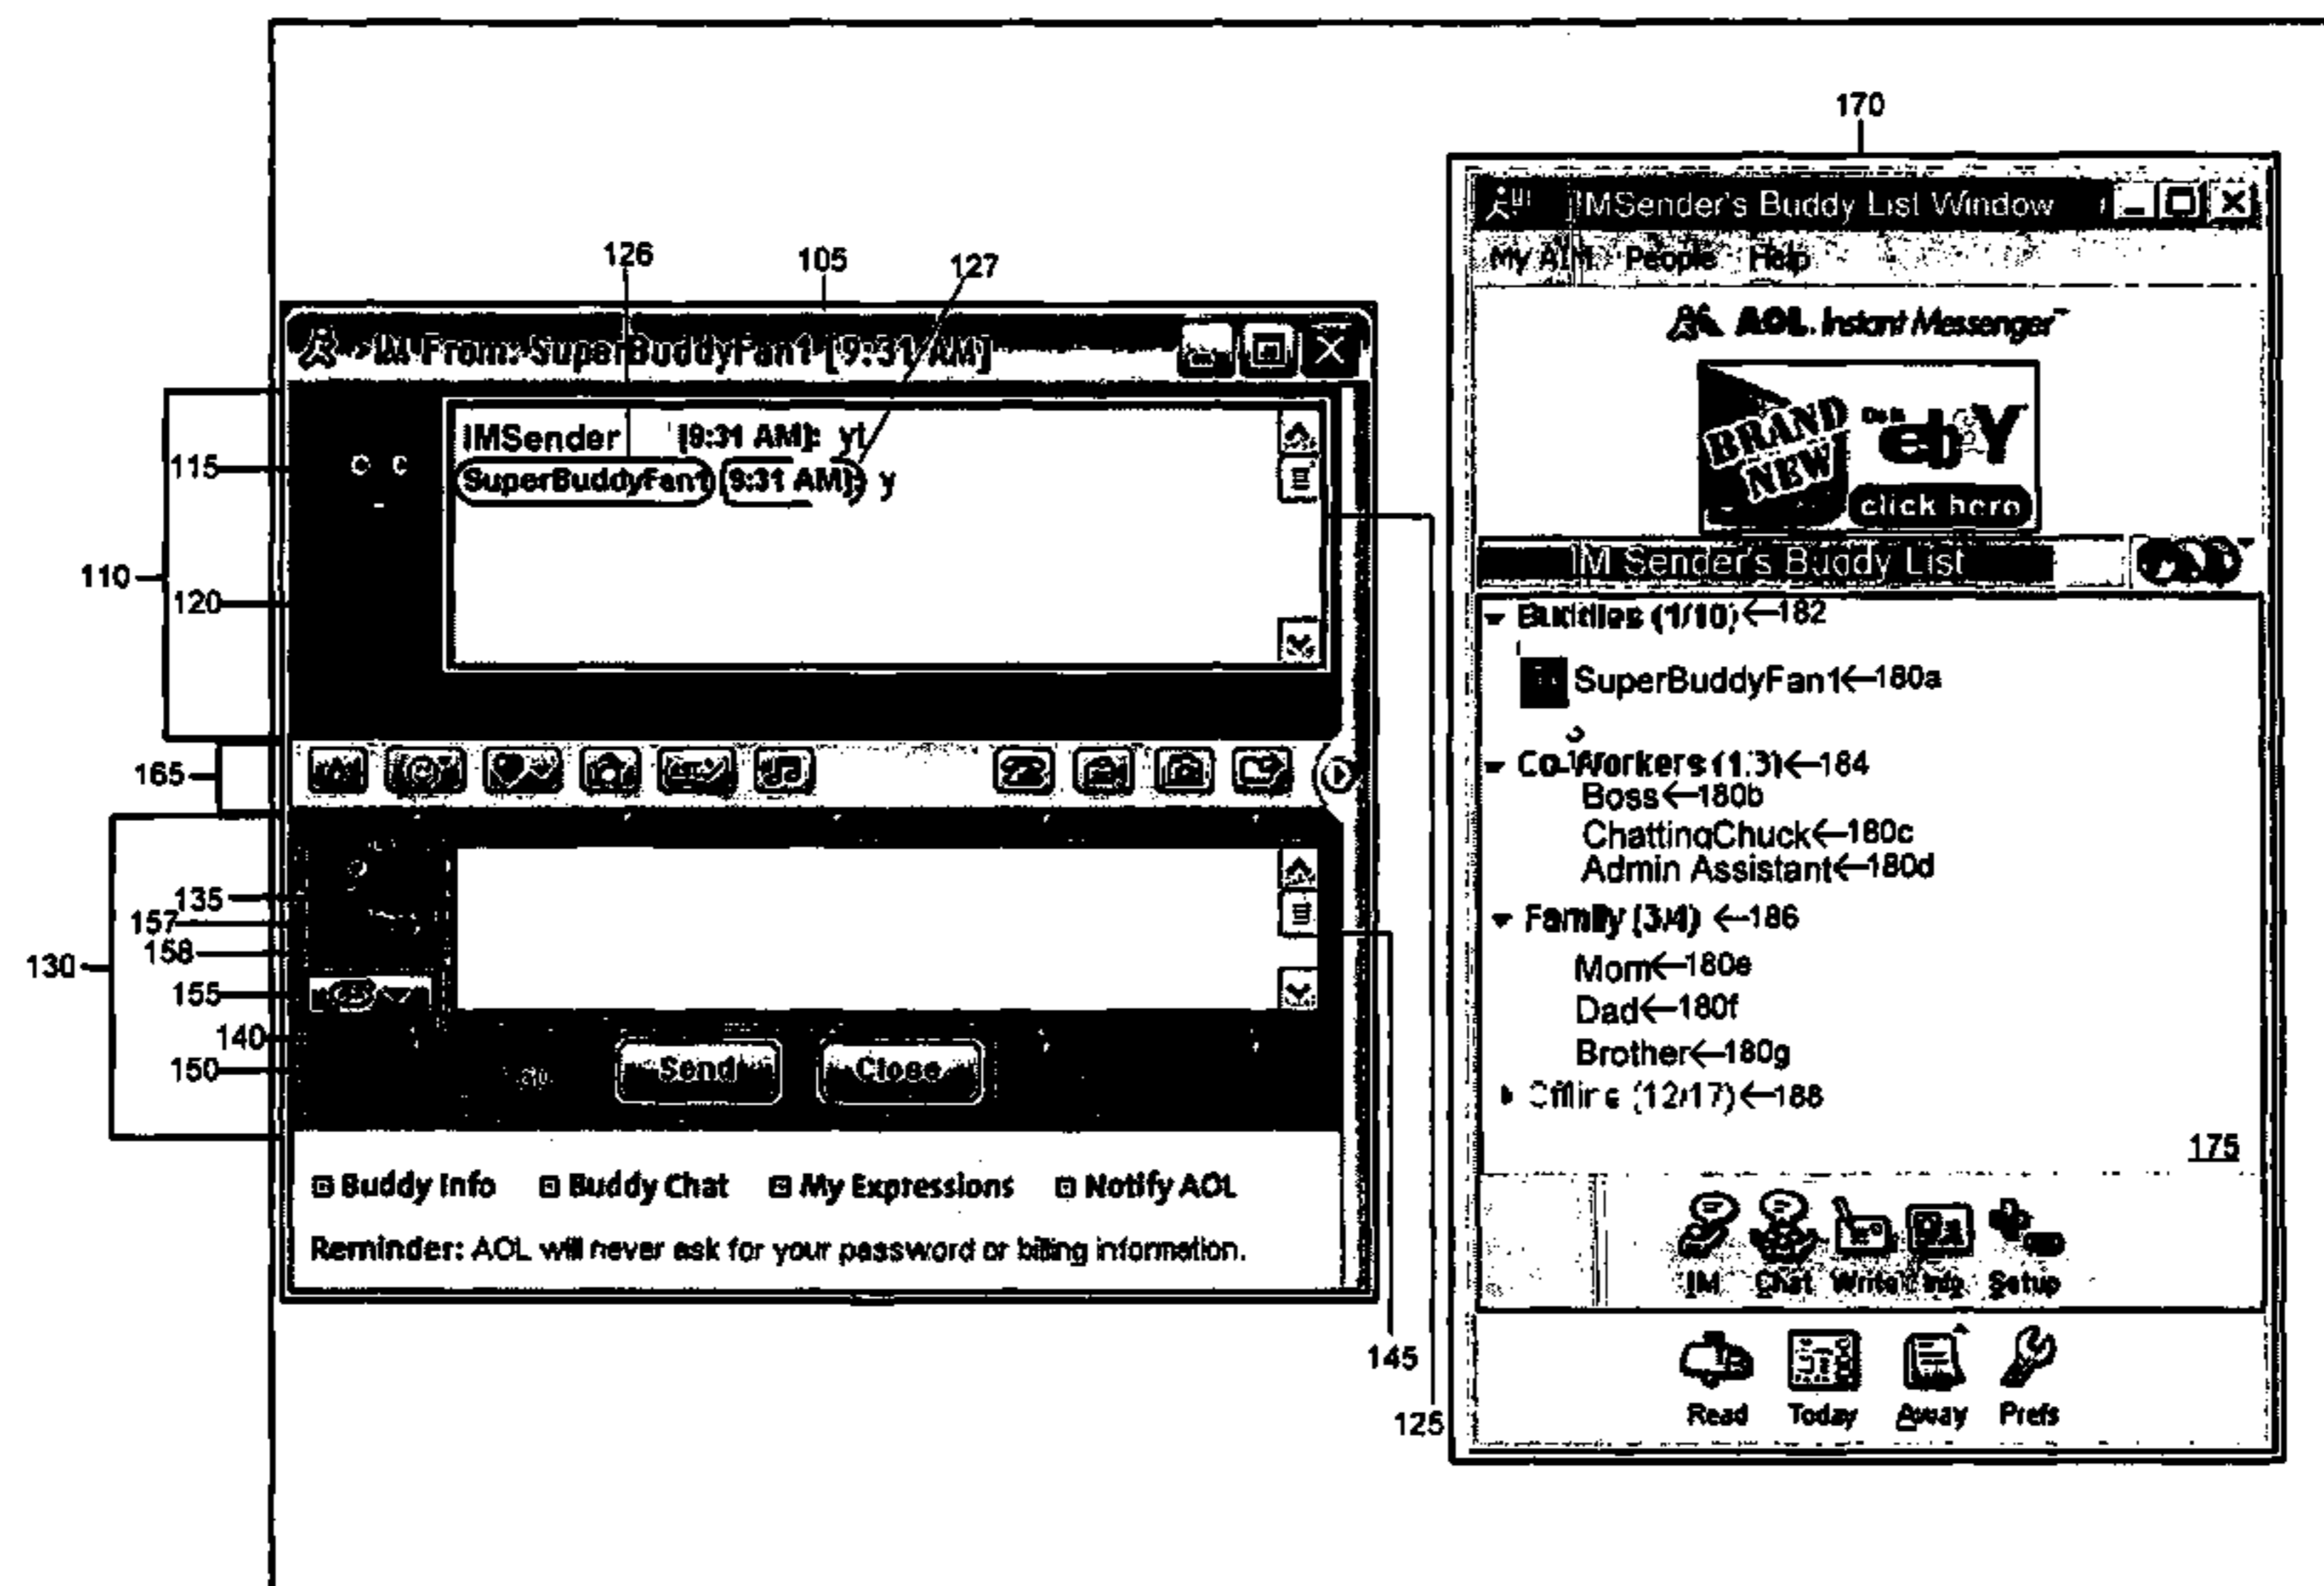 170
IMSender's Buddy List Window
My AIM People Help
AOL Instant Messenger™
BRAND NEW
ebY
click here
IM Sender's Buddy List
Buddies (1/10) ←182
SuperBuddyFan1←180a
Co-Workers (1/3)←184
Boss←180b
ChattingChuck←180c
Admin Assistant←180d
Family (3/4) ←186
Mom←180e
Dad←180f
Brother←180g
Offline (12/17)←188
175
IM Chat Write Info Setup
Read Today Away Prefs
126
105
127
IM From: SuperBuddyFan1 [9:31 AM]
IMSender [9:31 AM]: yt
SuperBuddyFan1 [9:31 AM]: y
115
110
120
165
135
157
158
130
155
140
150
Send Close
Buddy Info Buddy Chat My Expressions Notify AOL
Reminder: AOL will never ask for your password or billing information.
145
125